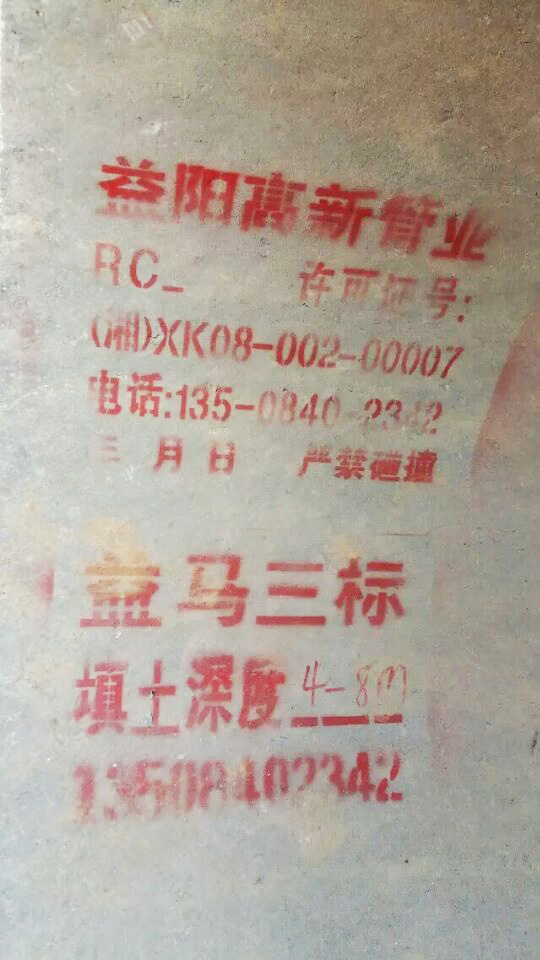 益阳高新管业
RC_ 许可证号:
(湘)XK08-002-00007
电话:135-0840-2342
三 月 日 严禁碰撞
益马三标
填土深度 4-8m
13508402342